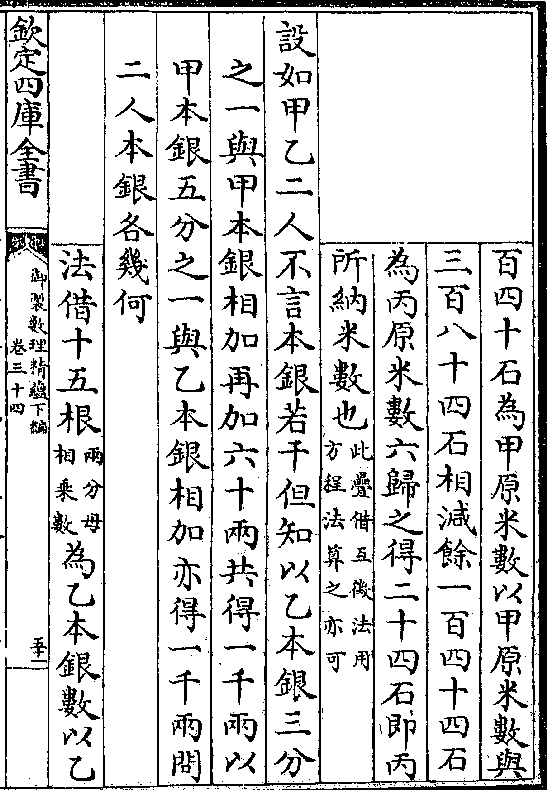 百四十石為甲原米數以甲原米數與
三百八十四石相減餘一百四十四石
為丙原米數六歸之得二十四石即丙
所納米數也此疊借互徴法用
方程法算之亦可
設如甲乙二人不言本銀若干但知以乙本銀三分
之一與甲本銀相加再加六十兩共得一千兩以
甲本銀五分之一與乙本銀相加亦得一千兩問
二人本銀各幾何
法借十五根兩分母
相乘數為乙本銀數以乙
欽定四庫全書
御製數理精蘊下編
卷三十四